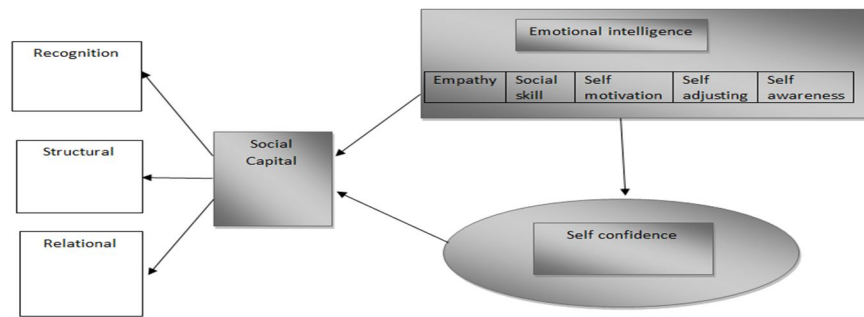 Recognition
Structural
Relational
Social
Capital
Emotional intelligence
Empathy
Social
skill
Self
motivation
Self
adjusting
Self
awareness
Self confidence